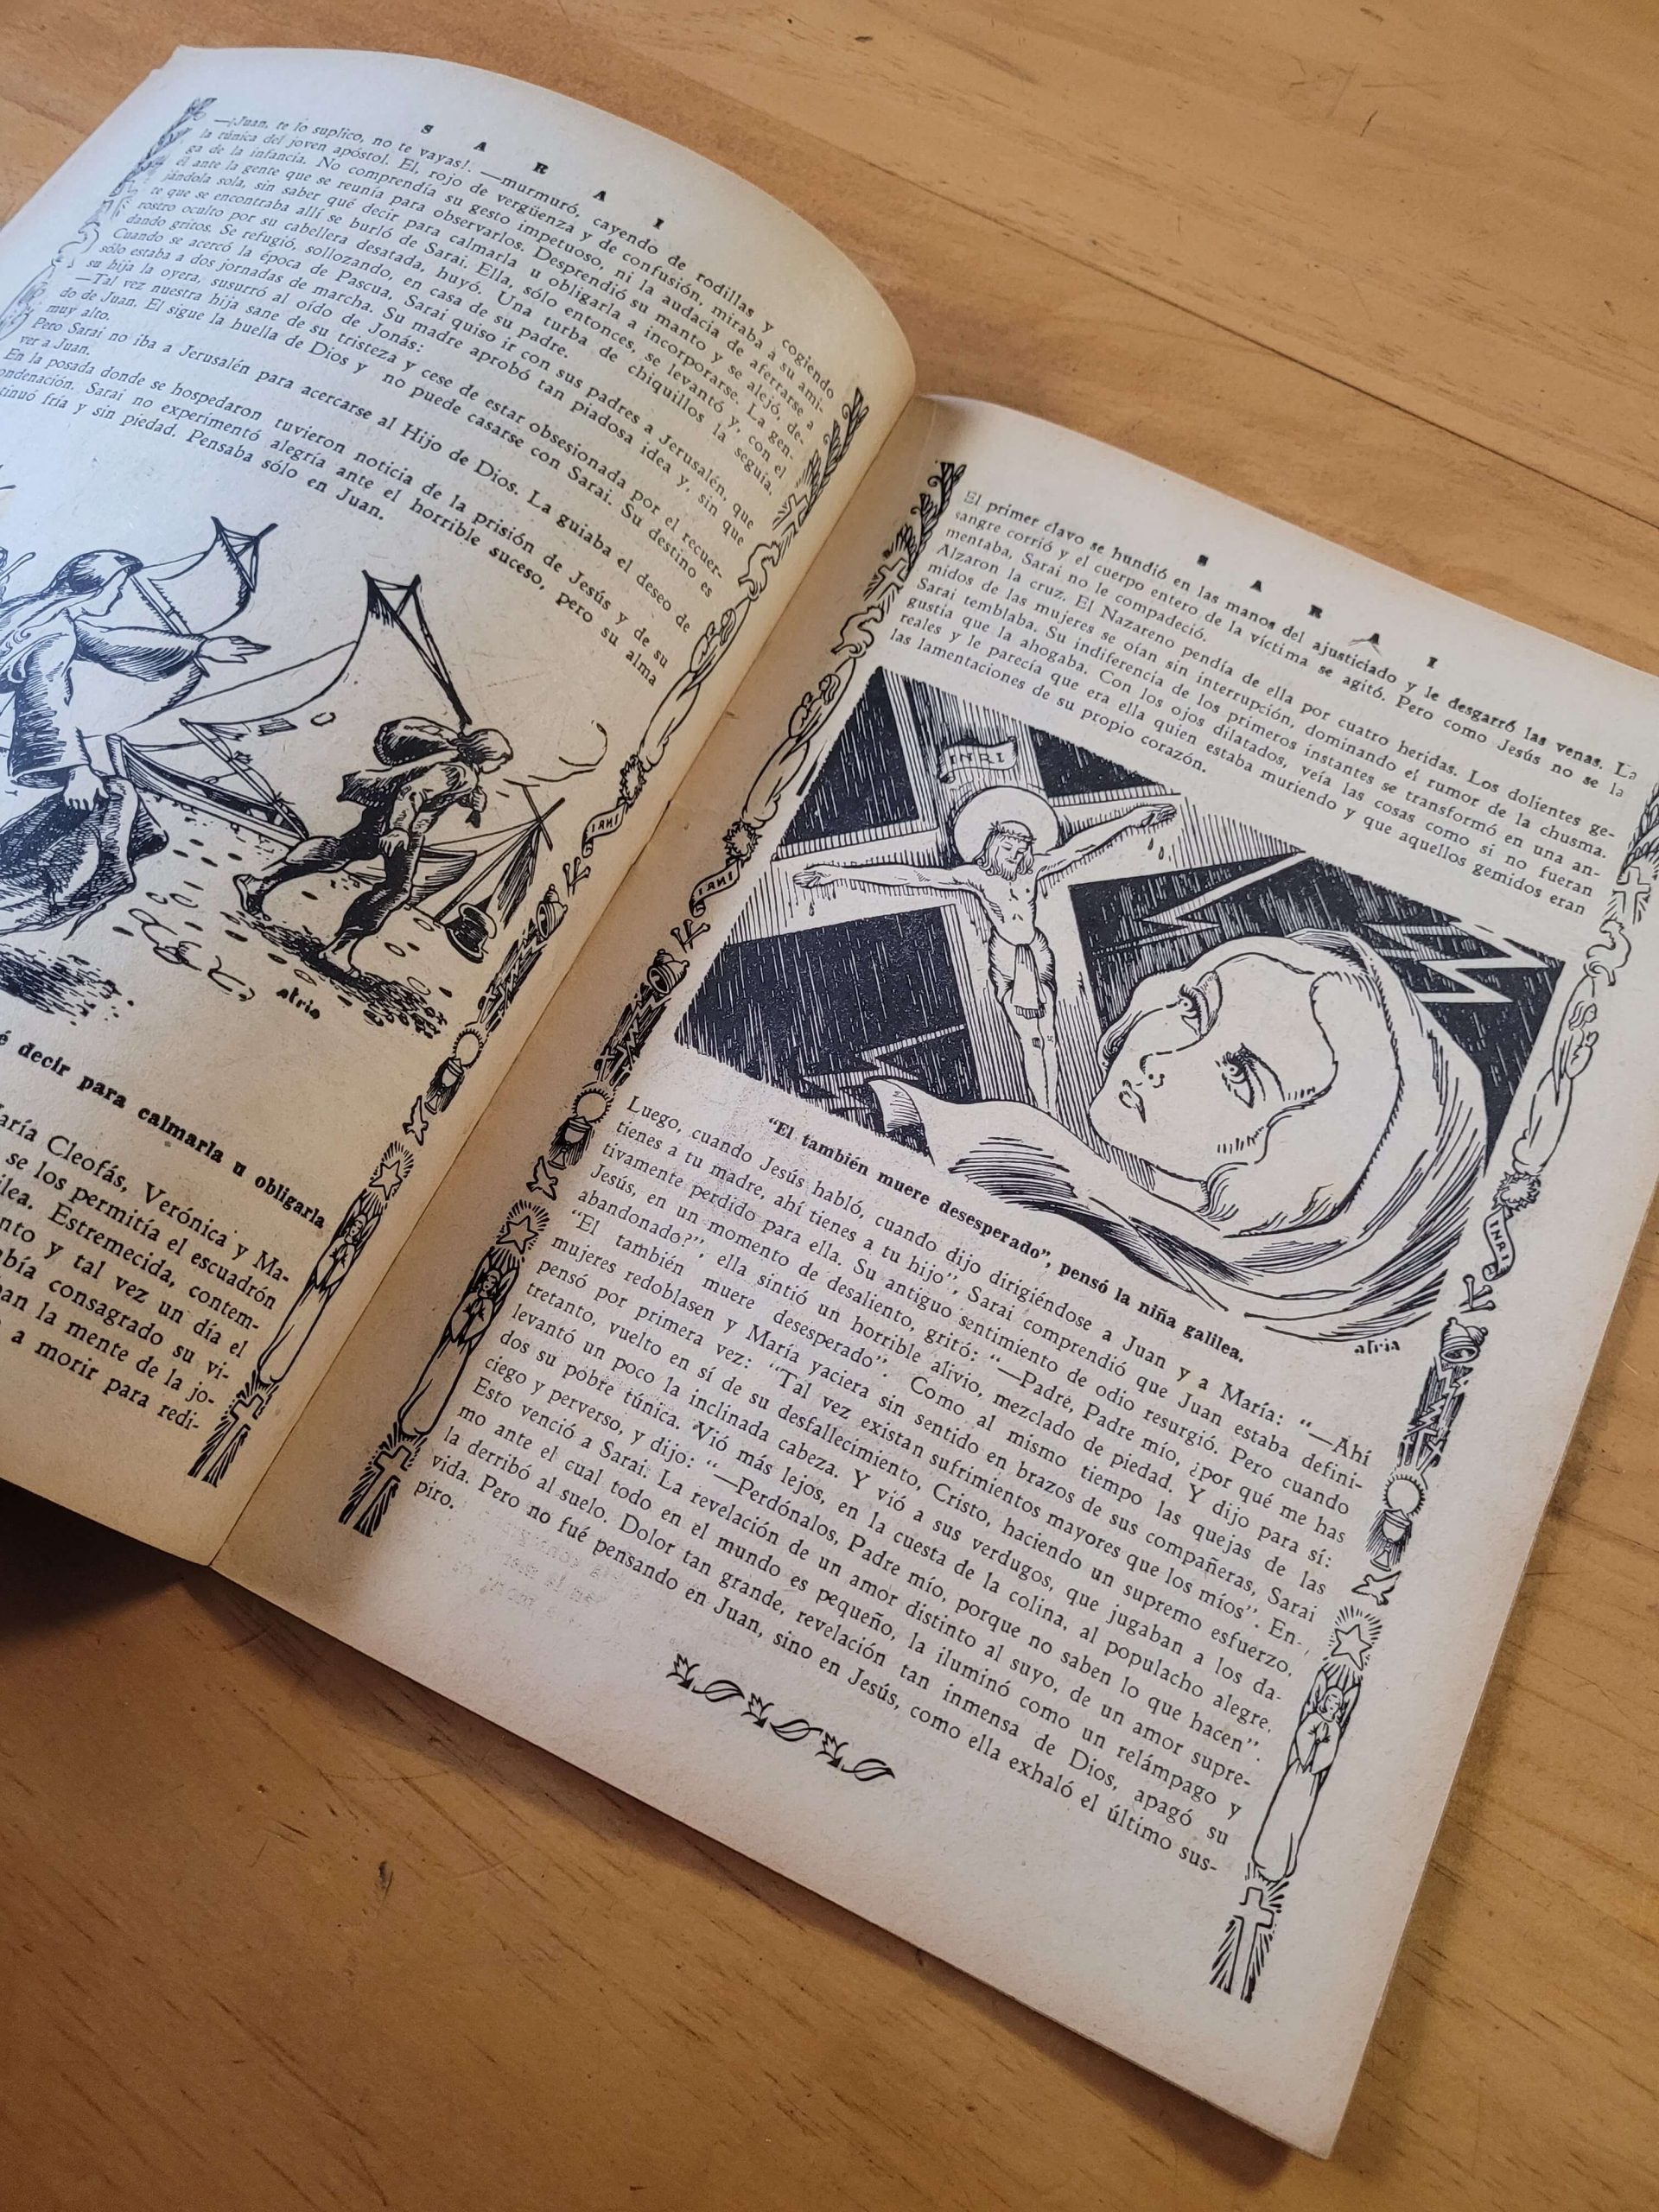 S A R A I
—¡Juan, te lo suplico, no te vayas!. —murmuró, cayendo de rodillas y cogiendo
la túnica del joven apóstol. El, rojo de vergüenza y de confusión, miraba a su ami-
ga de la infancia. No comprendía su gesto impetuoso, ni la audacia de aferrarse a
él ante la gente que se reunía para observarlos. Desprendió su manto y se alejó, de-
jándola sola, sin saber qué decir para calmarla u obligarla a incorporarse. La gen-
te que se encontraba allí se burló de Sarai. Ella, sólo entonces, se levantó y, con el
rostro oculto por su cabellera desatada, huyó. Una turba de chiquillos la seguía,
dando gritos. Se refugió, sollozando, en casa de su padre.
Cuando se acercó la época de Pascua, Sarai quiso ir con sus padres a Jerusalén, que
sólo estaba a dos jornadas de marcha. Su madre aprobó tan piadosa idea y, sin que
su hija la oyera, susurró al oído de Jonás:
—Tal vez nuestra hija sane de su tristeza y cese de estar obsesionada por el recuer-
do de Juan. El sigue la huella de Dios y no puede casarse con Sarai. Su destino es
muy alto.
Pero Sarai no iba a Jerusalén para acercarse al Hijo de Dios. La guiaba el deseo de
ver a Juan.
En la posada donde se hospedaron tuvieron noticia de la prisión de Jesús y de su
ondenación. Sarai no experimentó alegría ante el horrible suceso, pero su alma
tinuó fría y sin piedad. Pensaba sólo en Juan.
INRI
atrio
é decir para calmarla u obligarla
aría Cleofás, Verónica y Ma-
se los permitía el escuadrón
ilea. Estremecida, contem-
nto y tal vez un día el
abía consagrado su vi-
ban la mente de la jo-
a morir para redi-
S A R A I
El primer clavo se hundió en las manos del ajusticiado y le desgarró las venas. La
sangre corrió y el cuerpo entero de la víctima se agitó. Pero como Jesús no se la
mentaba, Sarai no le compadeció.
Alzaron la cruz. El Nazareno pendía de ella por cuatro heridas. Los dolientes ge-
midos de las mujeres se oían sin interrupción, dominando el rumor de la chusma.
Sarai temblaba. Su indiferencia de los primeros instantes se transformó en una an-
gustia que la ahogaba. Con los ojos dilatados, veía las cosas como si no fueran
reales y le parecía que era ella quien estaba muriendo y que aquellos gemidos eran
las lamentaciones de su propio corazón.
INRI
INRI
INRI
atria
"El también muere desesperado", pensó la niña galilea.
Luego, cuando Jesús habló, cuando dijo dirigiéndose a Juan y a María: "—Ahí
tienes a tu madre, ahí tienes a tu hijo", Sarai comprendió que Juan estaba defini-
tivamente perdido para ella. Su antiguo sentimiento de odio resurgió. Pero cuando
Jesús, en un momento de desaliento, gritó: "—Padre, Padre mío, ¿por qué me has
abandonado?", ella sintió un horrible alivio, mezclado de piedad. Y dijo para sí:
"El también muere desesperado". Como al mismo tiempo las quejas de las
mujeres redoblasen y María yaciera sin sentido en brazos de sus compañeras, Sarai
pensó por primera vez: "Tal vez existan sufrimientos mayores que los míos". En-
tretanto, vuelto en sí de su desfallecimiento, Cristo, haciendo un supremo esfuerzo,
levantó un poco la inclinada cabeza. Y vió a sus verdugos, que jugaban a los da-
dos su pobre túnica. Vió más lejos, en la cuesta de la colina, al populacho alegre,
ciego y perverso, y dijo: "—Perdónalos, Padre mío, porque no saben lo que hacen".
Esto venció a Sarai. La revelación de un amor distinto al suyo, de un amor supre-
mo ante el cual todo en el mundo es pequeño, la iluminó como un relámpago y
la derribó al suelo. Dolor tan grande, revelación tan inmensa de Dios, apagó su
vida. Pero no fué pensando en Juan, sino en Jesús, como ella exhaló el último sus-
piro.